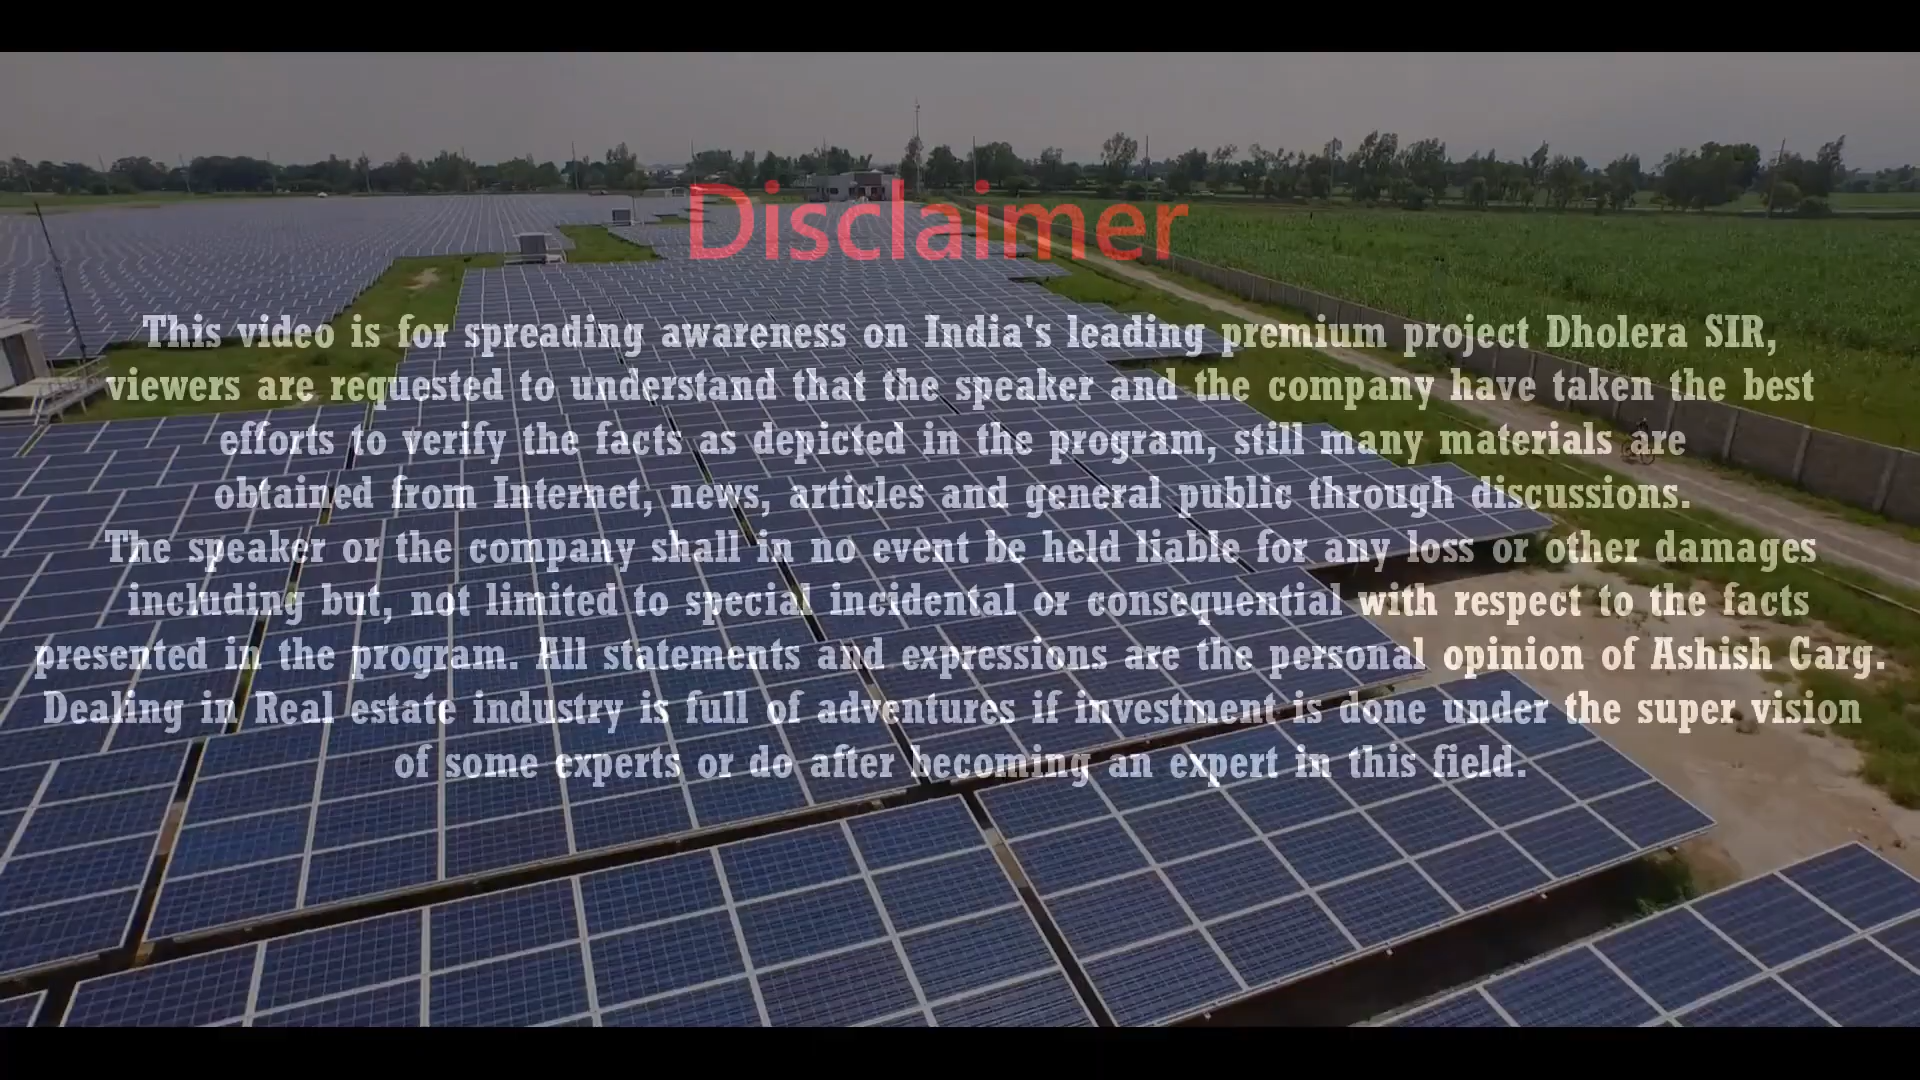 Disclaimer
This video is for spreading awareness on India's leading premium project Dholera SIR,
viewers are requested to understand that the speaker and the company have taken the best
efforts to verify the facts as depicted in the program, still many materials are
obtained from Internet, news, articles and general public through discussions.
The speaker or the company shall in no event be held liable for any loss or other damages
including but, not limited to special incidental or consequential with respect to the facts
presented in the program. All statements and expressions are the personal opinion of Ashish Garg.
Dealing in Real estate industry is full of adventures if investment is done under the super vision
of some experts or do after becoming an expert in this field.